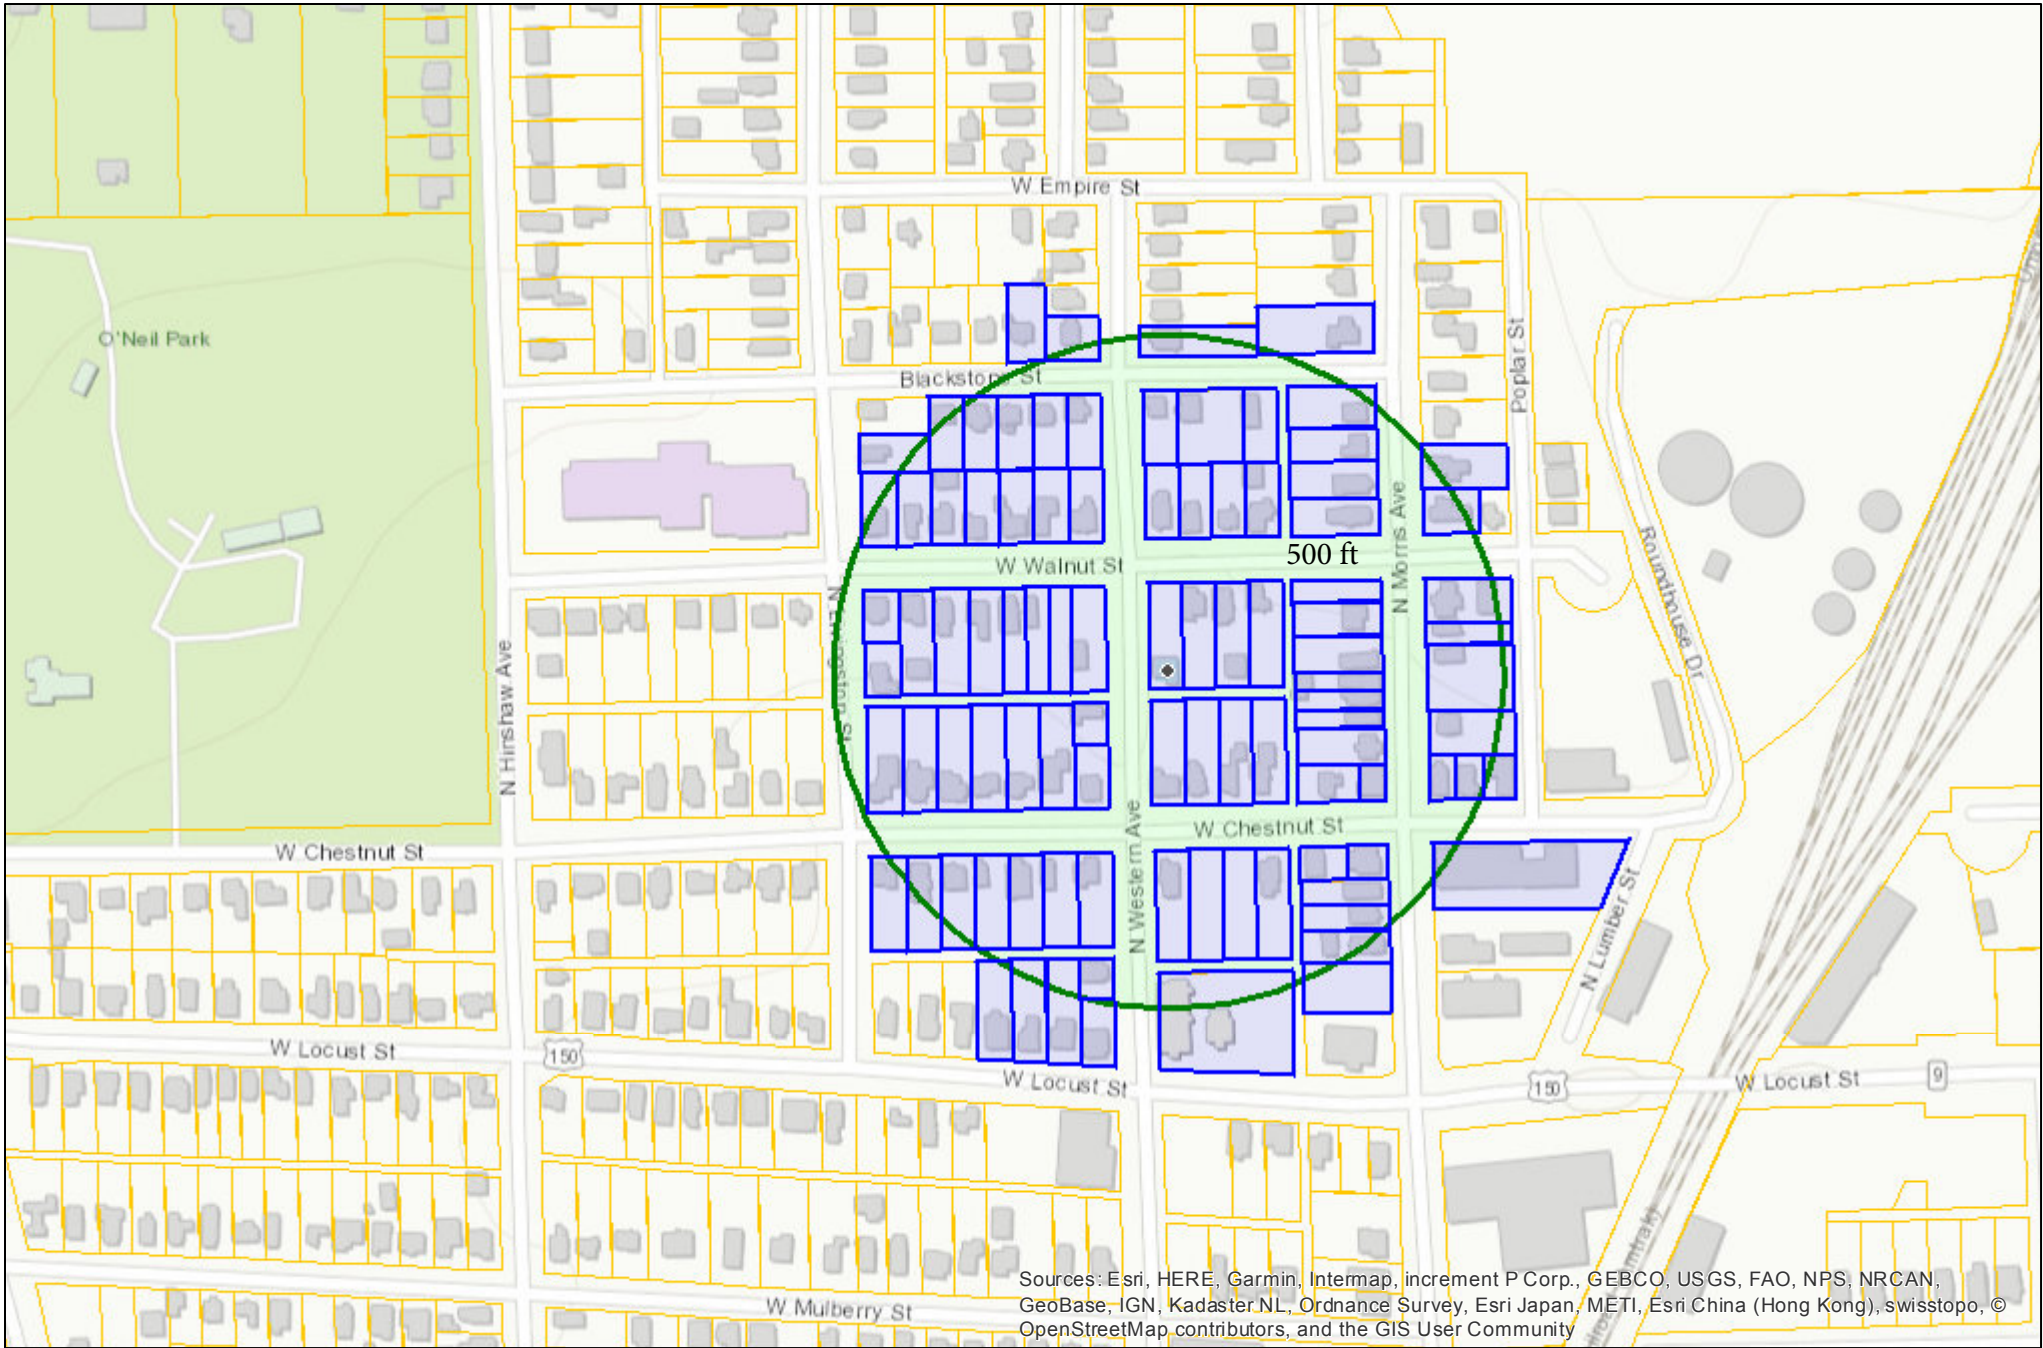 W Empire St
O'Neil Park
Blackstone St
Poplar St
N Morris Ave
500 ft
W Walnut St
Roundhouse Dr
N Hinshaw Ave
N Western Ave
W Chestnut St
W Chestnut St
N Lumber St
W Locust St
150
W Locust St
150
W Locust St
9
W Mulberry St
Sources: Esri, HERE, Garmin, Intermap, increment P Corp., GEBCO, USGS, FAO, NPS, NRCAN,
GeoBase, IGN, Kadaster NL, Ordnance Survey, Esri Japan, METI, Esri China (Hong Kong), swisstopo, ©
OpenStreetMap contributors, and the GIS User Community